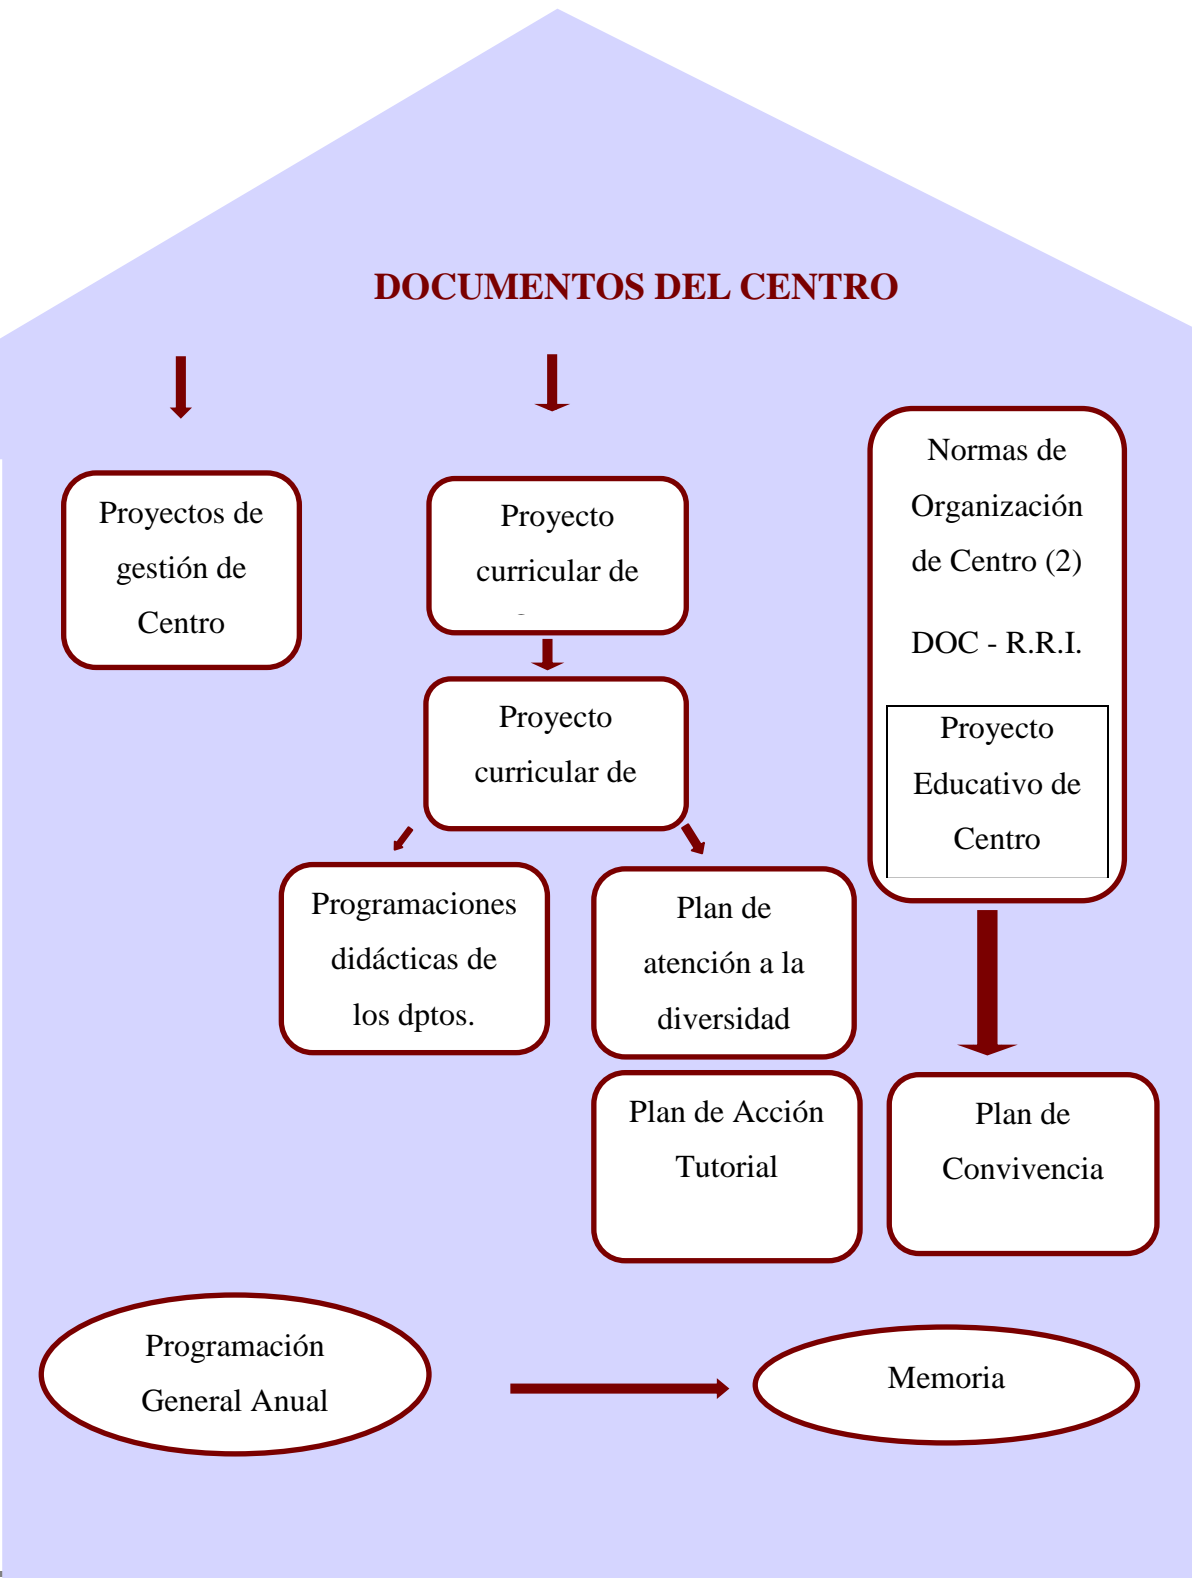 DOCUMENTOS DEL CENTRO
Proyectos de
gestión de
Centro
Proyecto
curricular de
Proyecto
curricular de
Normas de
Organización
de Centro (2)
DOC - R.R.I.
Proyecto
Educativo de
Centro
Programaciones
didácticas de
los dptos.
Plan de
atención a la
diversidad
Plan de Acción
Tutorial
Plan de
Convivencia
Programación
General Anual
Memoria